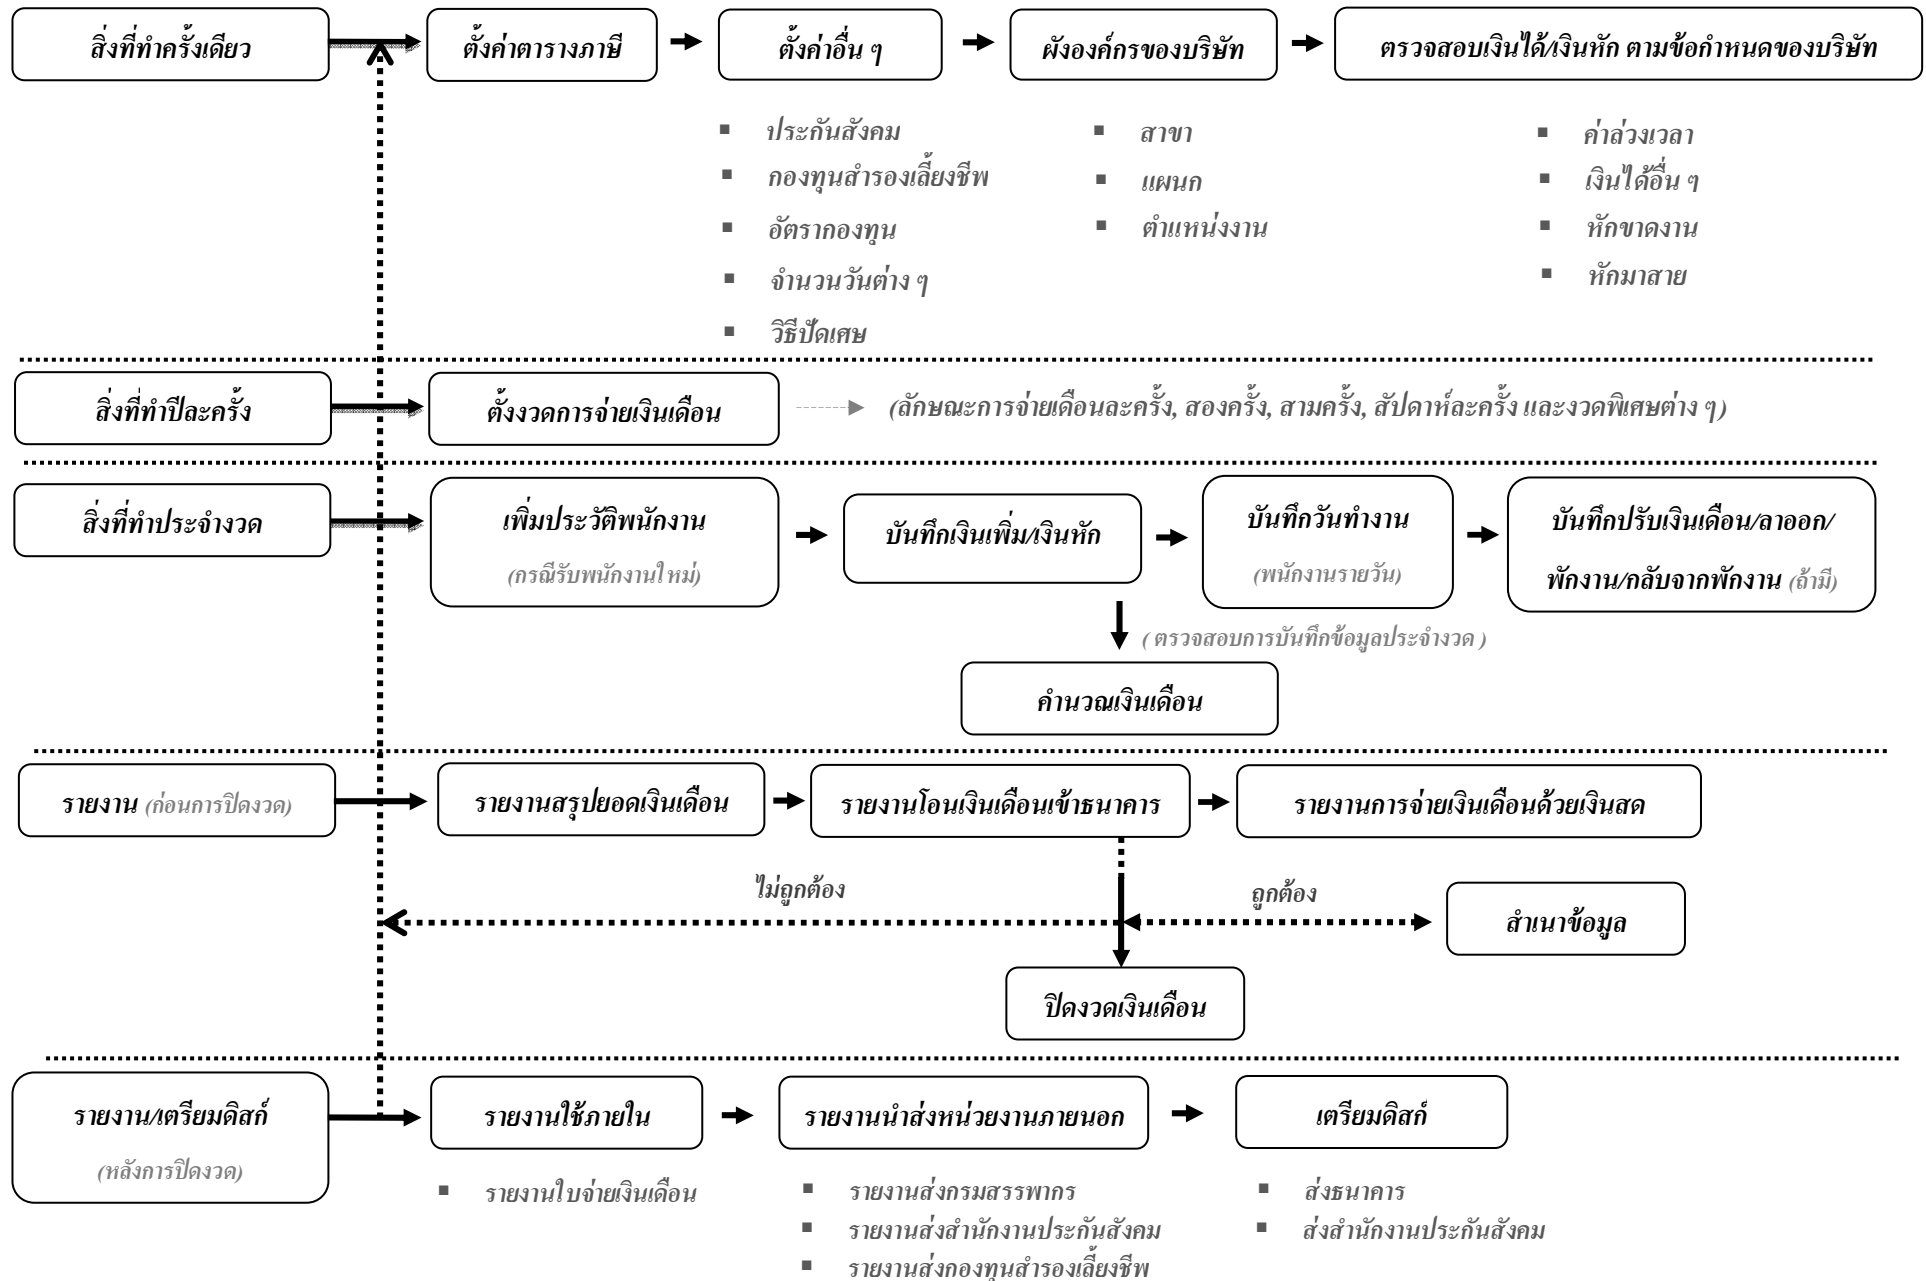 สิ่งที่ทำครั้งเดียว
ตั้งค่าตารางภาษี
ตั้งค่าอื่น ๆ
ผังองค์กรของบริษัท
ตรวจสอบเงินได้/เงินหัก ตามข้อกำหนดของบริษัท
▪ ประกันสังคม
▪ กองทุนสำรองเลี้ยงชีพ
▪ อัตรากองทุน
▪ จำนวนวันต่าง ๆ
▪ วิธีปัดเศษ
▪ สาขา
▪ แผนก
▪ ตำแหน่งงาน
▪ ค่าล่วงเวลา
▪ เงินได้อื่น ๆ
▪ หักขาดงาน
▪ หักมาสาย
สิ่งที่ทำปีละครั้ง
ตั้งงวดการจ่ายเงินเดือน
(ลักษณะการจ่ายเดือนละครั้ง, สองครั้ง, สามครั้ง, สัปดาห์ละครั้ง และงวดพิเศษต่าง ๆ)
สิ่งที่ทำประจำงวด
เพิ่มประวัติพนักงาน
(กรณีรับพนักงานใหม่)
บันทึกเงินเพิ่ม/เงินหัก
บันทึกวันทำงาน
(พนักงานรายวัน)
บันทึกปรับเงินเดือน/ลาออก/
พักงาน/กลับจากพักงาน (ถ้ามี)
( ตรวจสอบการบันทึกข้อมูลประจำงวด )
คำนวณเงินเดือน
รายงาน (ก่อนการปิดงวด)
รายงานสรุปยอดเงินเดือน
รายงานโอนเงินเดือนเข้าธนาคาร
รายงานการจ่ายเงินเดือนด้วยเงินสด
ไม่ถูกต้อง
ถูกต้อง
สำเนาข้อมูล
ปิดงวดเงินเดือน
รายงาน/เตรียมดิสก์
(หลังการปิดงวด)
รายงานใช้ภายใน
รายงานนำส่งหน่วยงานภายนอก
เตรียมดิสก์
▪ รายงานใบจ่ายเงินเดือน
▪ รายงานส่งกรมสรรพากร
▪ รายงานส่งสำนักงานประกันสังคม
▪ รายงานส่งกองทุนสำรองเลี้ยงชีพ
▪ ส่งธนาคาร
▪ ส่งสำนักงานประกันสังคม